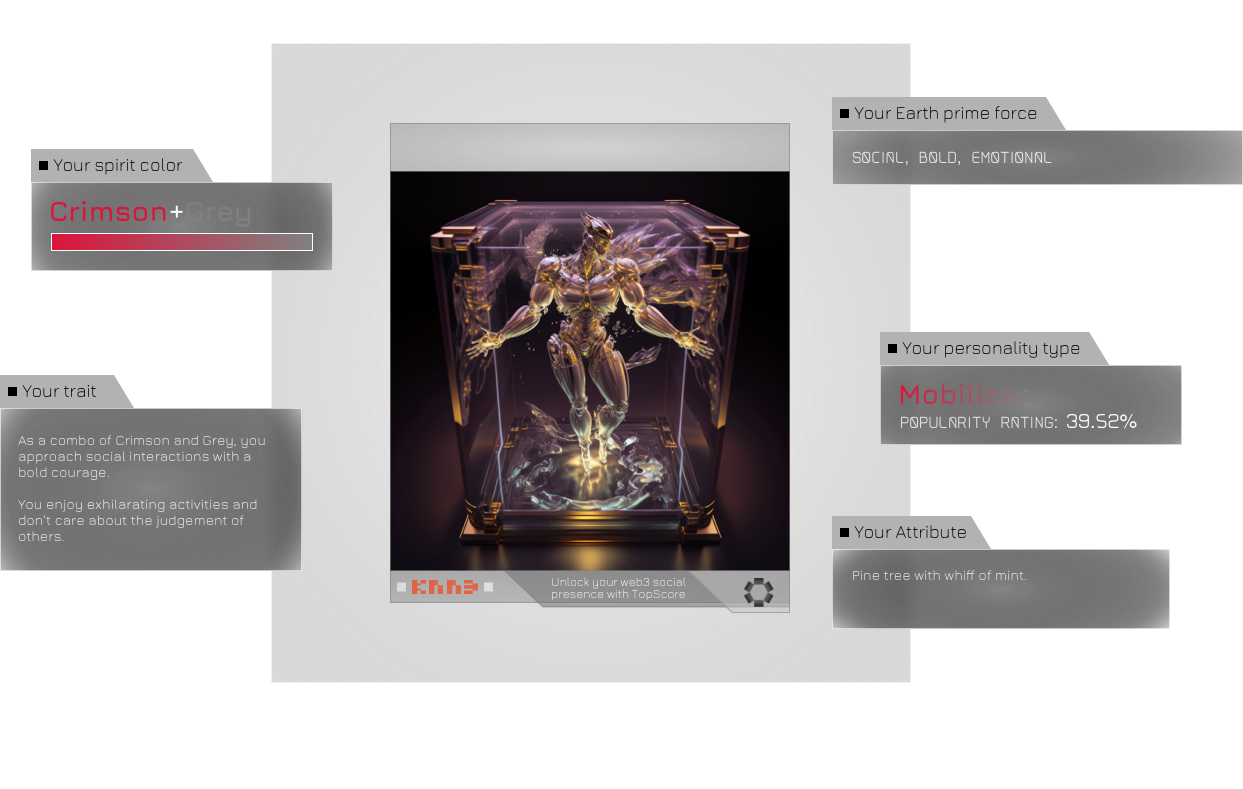 Your spirit color
Crimson+Grey
Your trait
As a combo of Crimson and Grey, you
approach social interactions with a
bold courage.
You enjoy exhilarating activities and
don't care about the judgement of
others.
KNN3
Unlock your web3 social
presence with TopScore
Your Earth prime force
SOCIAL, BOLD, EMOTIONAL
Your personality type
Mobilizer
POPULARITY RATING: 39.52%
Your Attribute
Pine tree with whiff of mint.